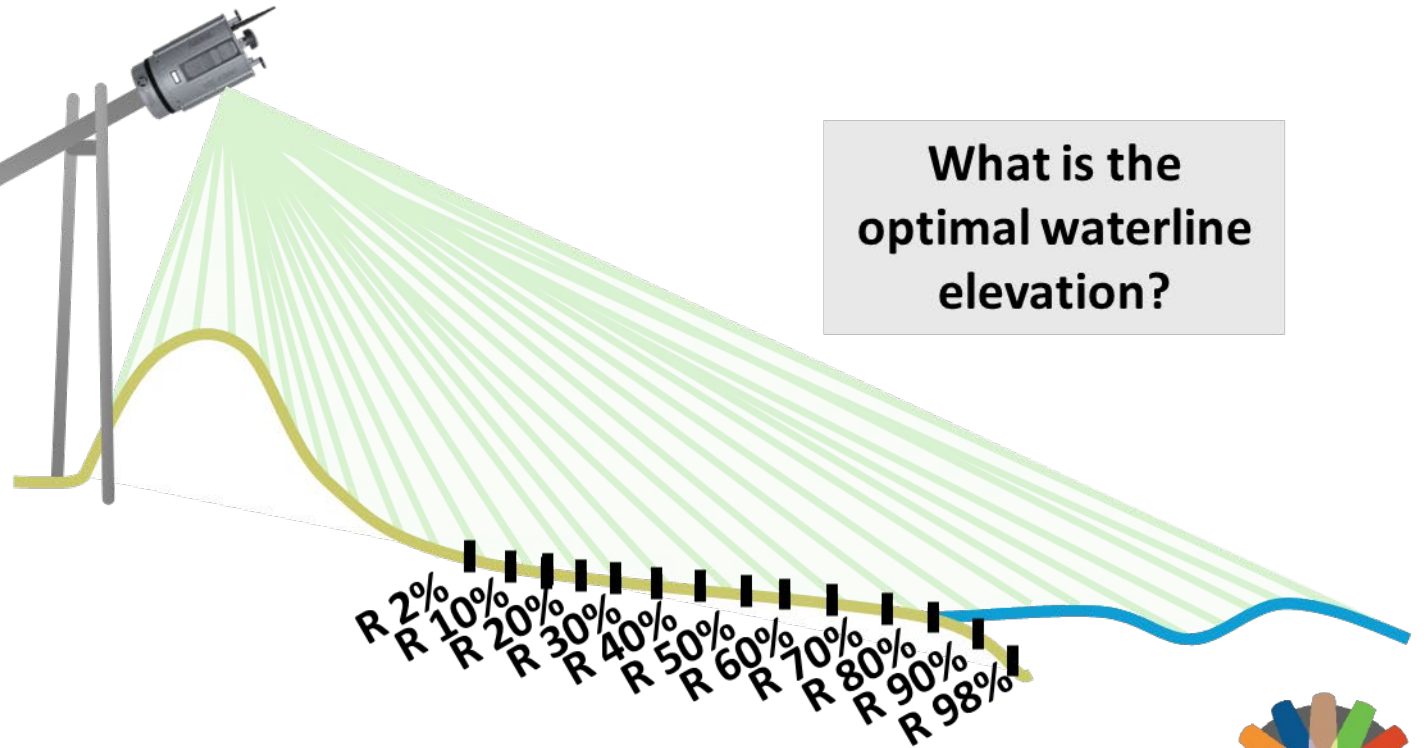 What is the
optimal waterline
elevation?
R 2%
R 10%
R 20%
R 30%
R 40%
R 50%
R 60%
R 70%
R 80%
R 90%
R 98%